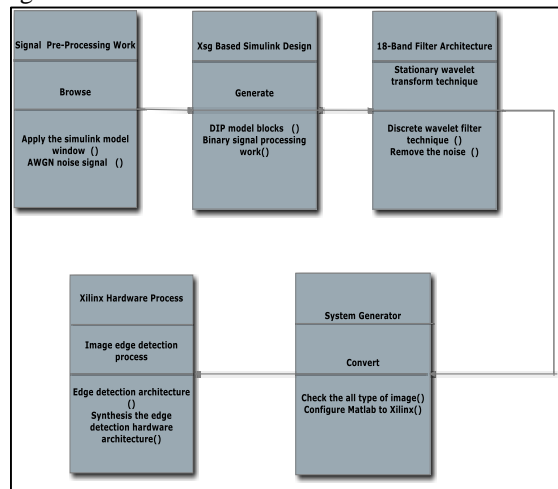 Signal Pre-Processing Work
Browse
Apply the simulink model
window ()
AWGN noise signal ()
Xsg Based Simulink Design
Generate
DIP model blocks ()
Binary signal processing
work()
18-Band Filter Architecture
Stationary wavelet
transform technique
Discrete wavelet filter
technique ()
Remove the noise ()
Xilinx Hardware Process
Image edge detection
process
Edge detection architecture
()
Synthesis the edge
detection hardware
architecture()
System Generator
Convert
Check the all type of image()
Configure Matlab to Xilinx()